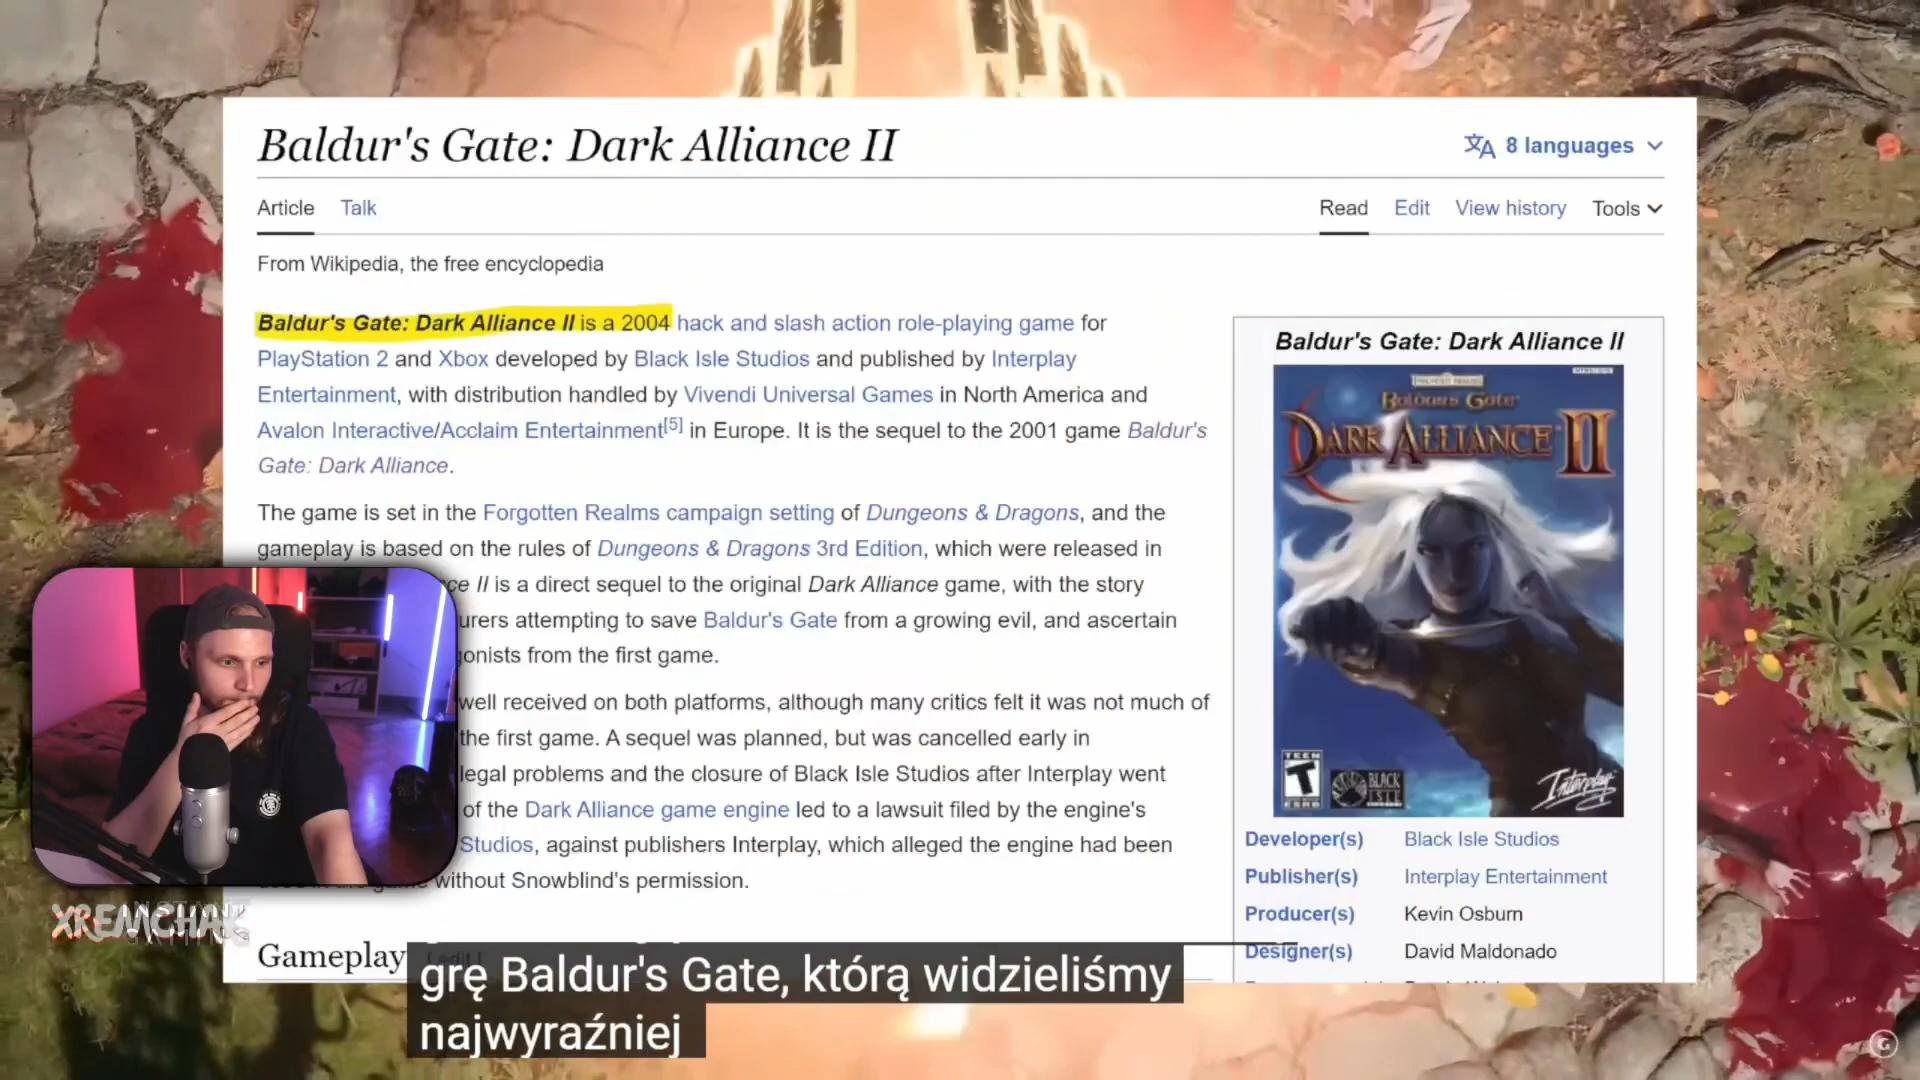 Baldur's Gate: Dark Alliance II
8 languages
Article Talk
Read Edit View history Tools
From Wikipedia, the free encyclopedia
Baldur's Gate: Dark Alliance II is a 2004 hack and slash action role-playing game for
PlayStation 2 and Xbox developed by Black Isle Studios and published by Interplay
Entertainment, with distribution handled by Vivendi Universal Games in North America and
Avalon Interactive/Acclaim Entertainment[5] in Europe. It is the sequel to the 2001 game Baldur's
Gate: Dark Alliance.
The game is set in the Forgotten Realms campaign setting of Dungeons & Dragons, and the
gameplay is based on the rules of Dungeons & Dragons 3rd Edition, which were released in
II is a direct sequel to the original Dark Alliance game, with the story
attempting to save Baldur's Gate from a growing evil, and ascertain
from the first game.
well received on both platforms, although many critics felt it was not much of
the first game. A sequel was planned, but was cancelled early in
legal problems and the closure of Black Isle Studios after Interplay went
of the Dark Alliance game engine led to a lawsuit filed by the engine's
Studios, against publishers Interplay, which alleged the engine had been
without Snowblind's permission.
Gameplay
Baldur's Gate: Dark Alliance II
Baldurs Gate
DARK ALLIANCE II
TEEN
T
ESRB
BLACK
ISLE
Interplay
Developer(s) Black Isle Studios
Publisher(s) Interplay Entertainment
Producer(s) Kevin Osburn
Designer(s) David Maldonado
XREMCHAK
grę Baldur's Gate, którą widzieliśmy
najwyraźniej
G